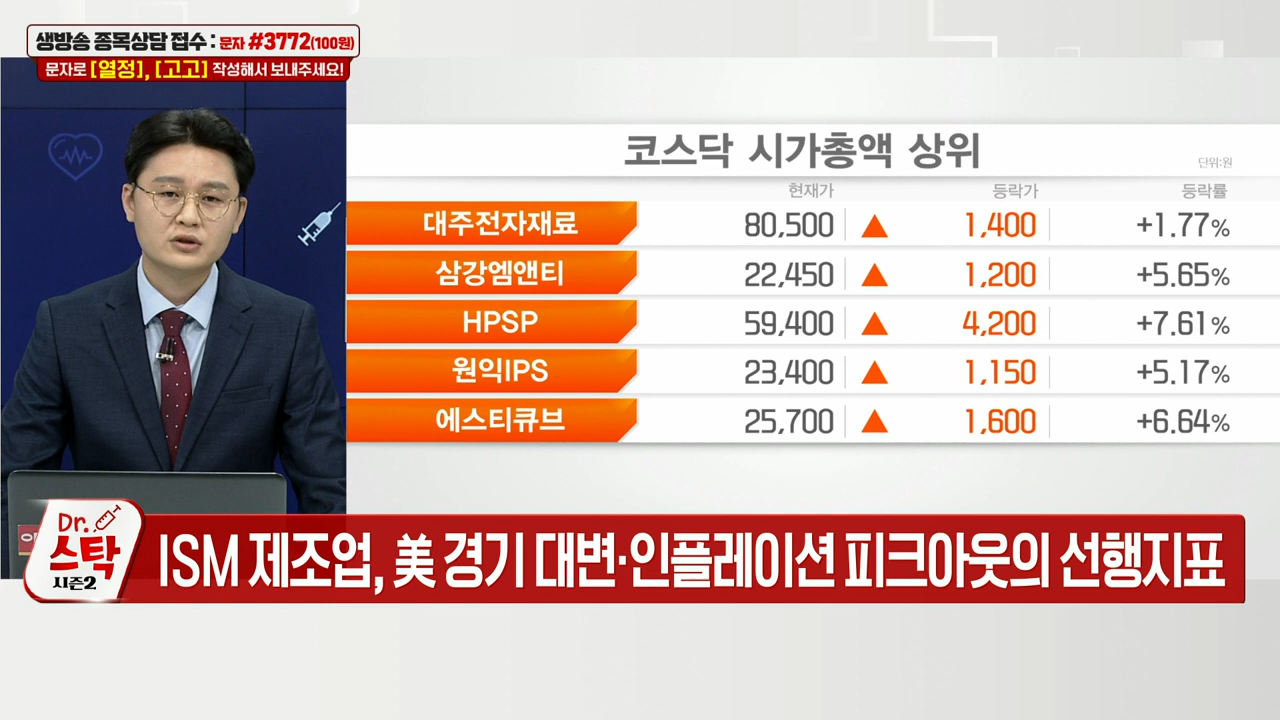 생방송 종목상담 접수 : 문자 #3772(100원)
문자로 [열정], [고고] 작성해서 보내주세요!
코스닥 시가총액 상위
단위:원
현재가 등락가 등락률
대주전자재료 80,500 ▲ 1,400 +1.77%
삼강엠앤티 22,450 ▲ 1,200 +5.65%
HPSP 59,400 ▲ 4,200 +7.61%
원익IPS 23,400 ▲ 1,150 +5.17%
에스티큐브 25,700 ▲ 1,600 +6.64%
Dr.
스탁
시즌2
ISM 제조업, 美 경기 대변·인플레이션 피크아웃의 선행지표